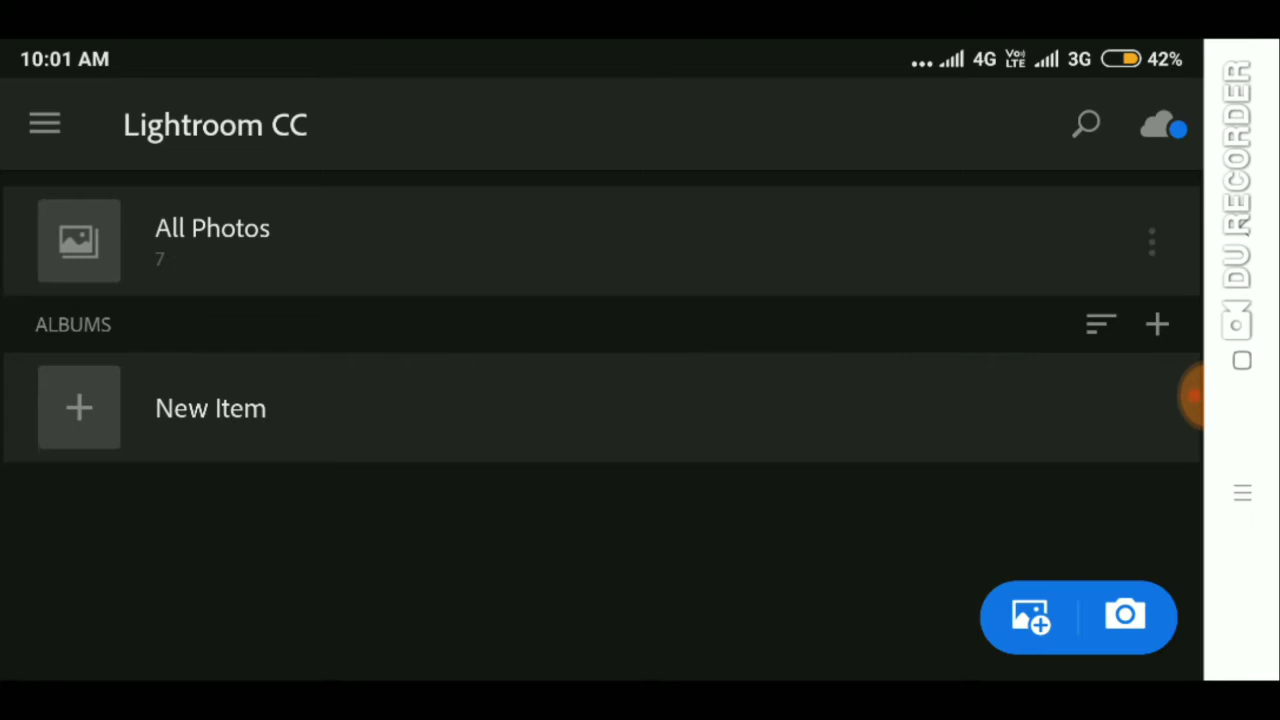 10:01 AM
4G Vo)) LTE 3G 42%
Lightroom CC
All Photos
7
ALBUMS
New Item
DU RECORDER